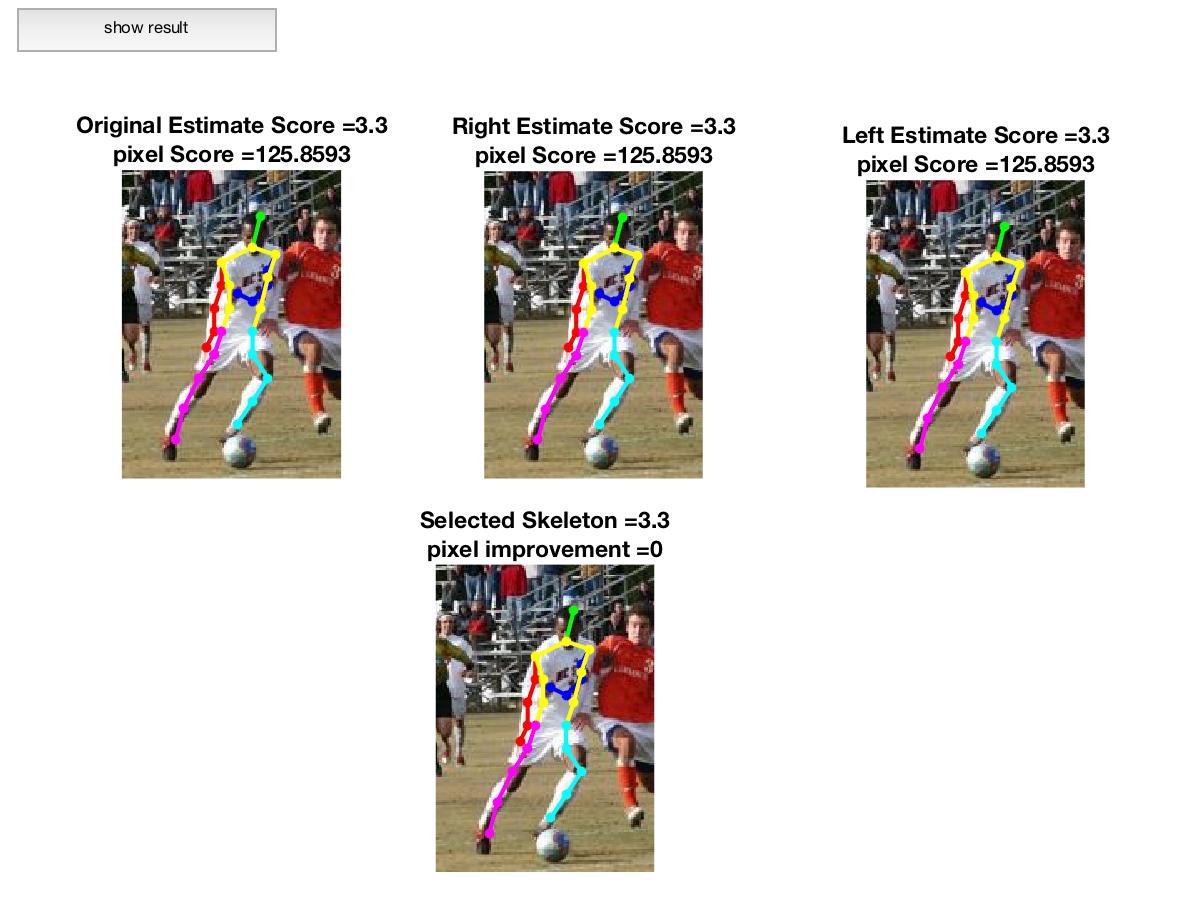 show result
Original Estimate Score =3.3
pixel Score =125.8593
Right Estimate Score =3.3
pixel Score =125.8593
Left Estimate Score =3.3
pixel Score =125.8593
Selected Skeleton =3.3
pixel improvement =0